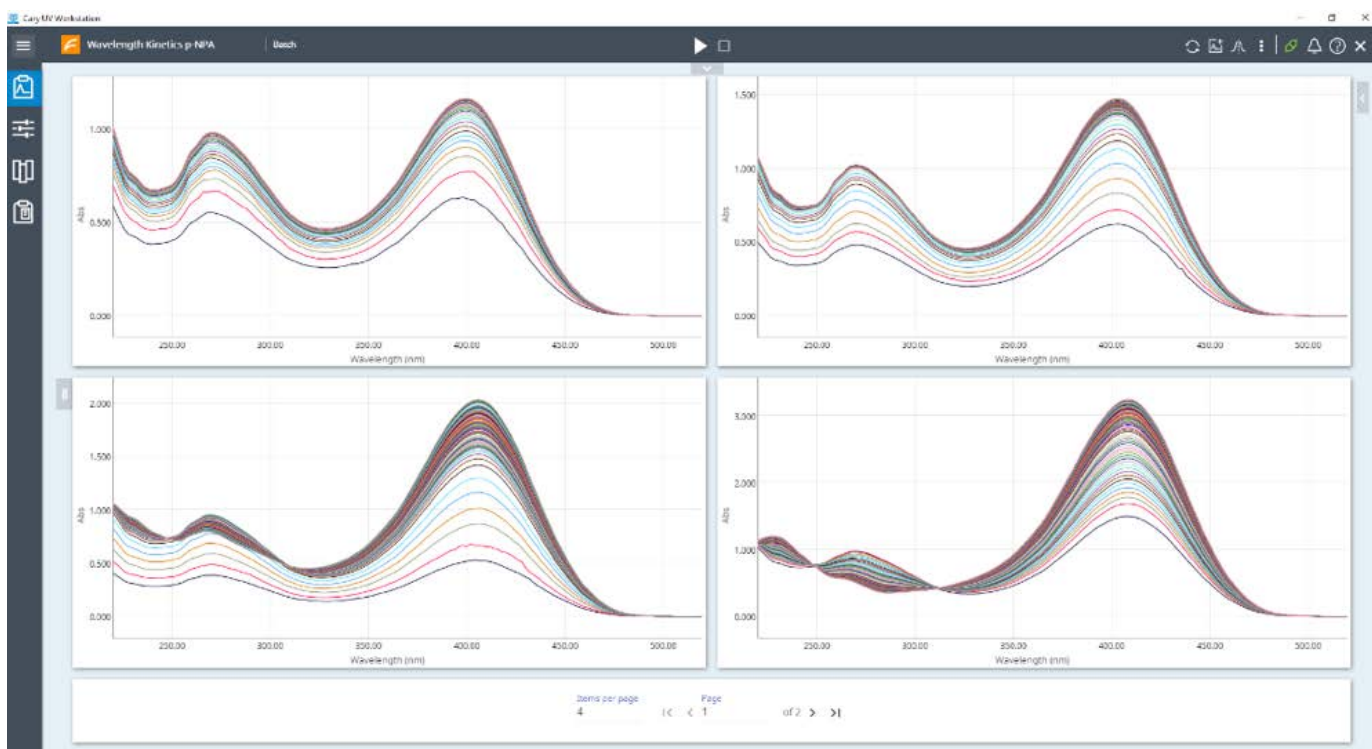 Cary UV Workstation
Wavelength Kinetics p-NPA Batch
1.000
0.500
0.000
Abs
250.00 300.00 350.00 400.00 450.00 500.00
Wavelength (nm)
1.500
1.000
0.500
0.000
Abs
250.00 300.00 350.00 400.00 450.00 500.00
Wavelength (nm)
2.000
1.500
1.000
0.500
0.000
Abs
250.00 300.00 350.00 400.00 450.00 500.00
Wavelength (nm)
3.000
2.000
1.000
0.000
Abs
250.00 300.00 350.00 400.00 450.00 500.00
Wavelength (nm)
Items per page Page
4 1 of 2